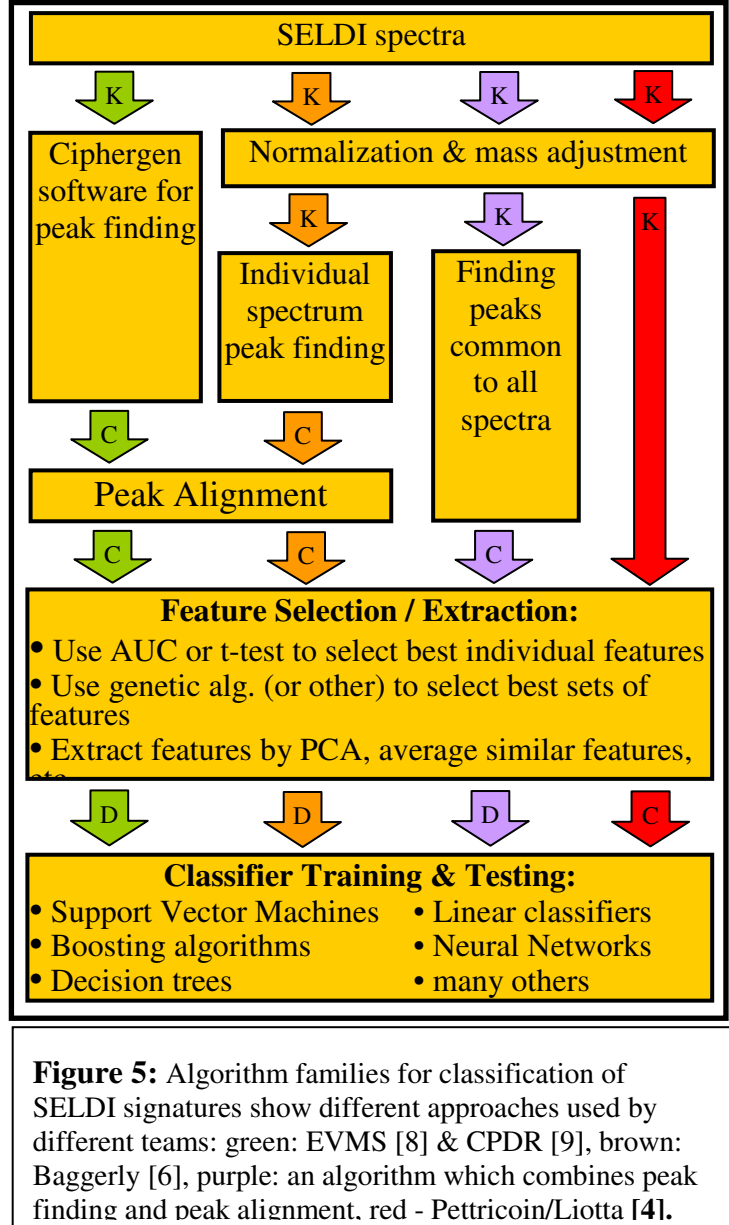 SELDI spectra
K K K K
Ciphergen
software for
peak finding
Normalization & mass adjustment
K K K
Individual
spectrum
peak finding
Finding
peaks
common
to all
spectra
C C
Peak Alignment
C C C
Feature Selection / Extraction:
• Use AUC or t-test to select best individual features
• Use genetic alg. (or other) to select best sets of
features
• Extract features by PCA, average similar features,
etc
D D D C
Classifier Training & Testing:
• Support Vector Machines • Linear classifiers
• Boosting algorithms • Neural Networks
• Decision trees • many others
Figure 5: Algorithm families for classification of
SELDI signatures show different approaches used by
different teams: green: EVMS [8] & CPDR [9], brown:
Baggerly [6], purple: an algorithm which combines peak
finding and peak alignment, red - Pettricoin/Liotta [4].